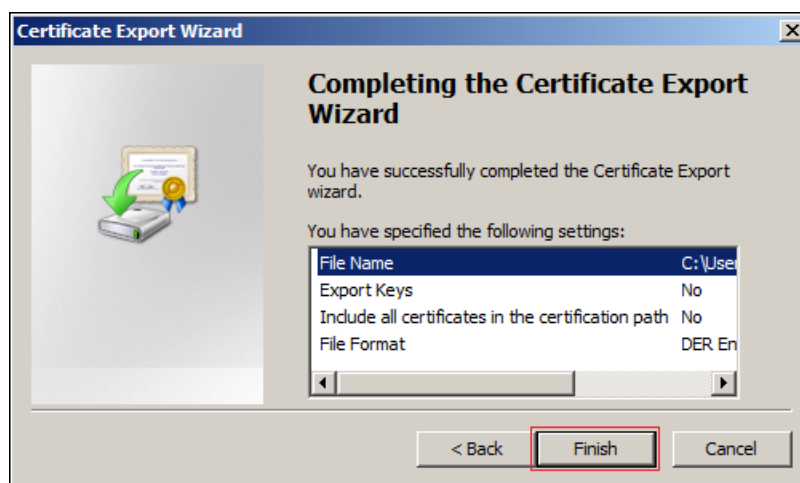 Certificate Export Wizard
Completing the Certificate Export
Wizard
You have successfully completed the Certificate Export
wizard.
You have specified the following settings:
File Name C:\User
Export Keys No
Include all certificates in the certification path No
File Format DER En
< Back Finish Cancel